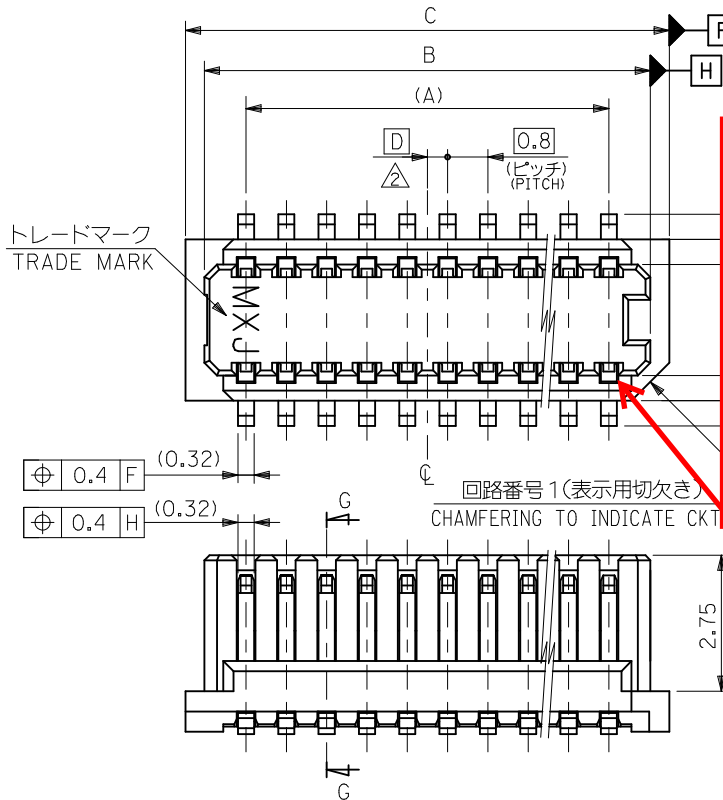 C
F
B
H
(A)
D
0.8
2
(ピッチ)
(PITCH)
トレードマーク
TRADE MARK
MXJ
⌖ 0.4 F
(0.32)
⌖ 0.4 H
(0.32)
℄
回路番号1(表示用切欠き)
CHAMFERING TO INDICATE CKT
G
2.75
G